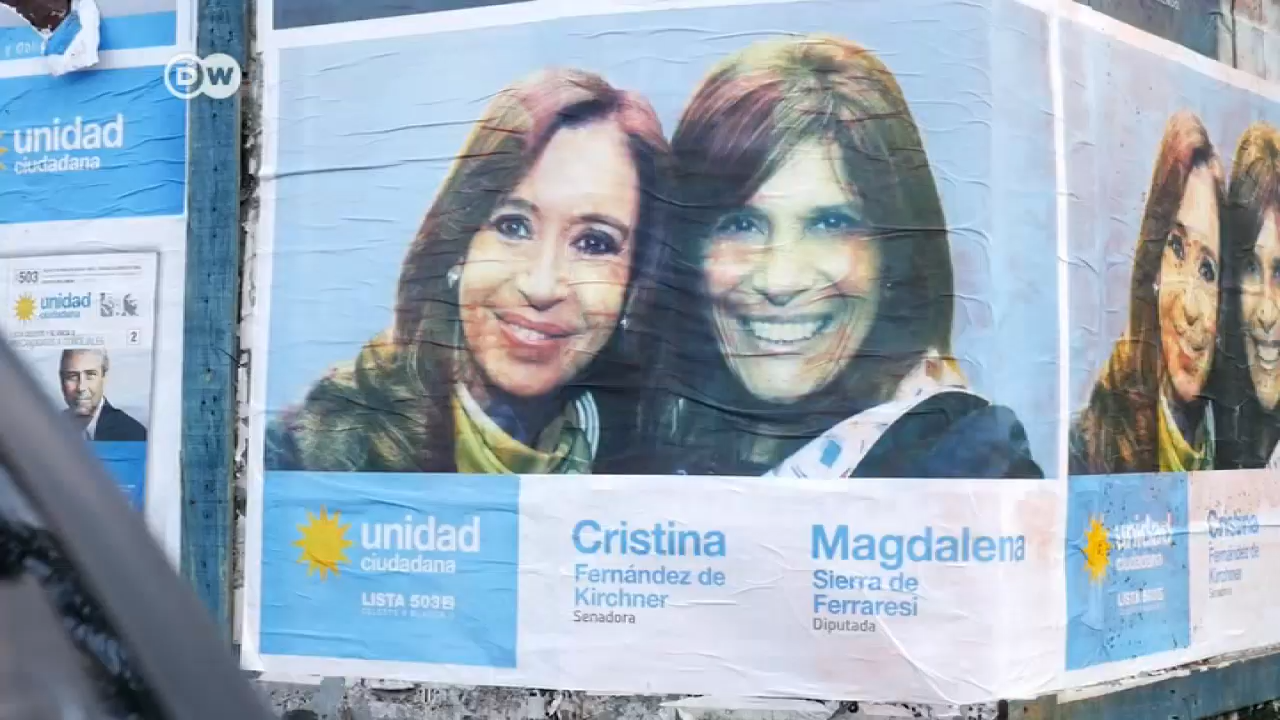 DW
unidad
ciudadana
503
unidad
ciudadana
2
unidad
ciudadana
LISTA 503
Cristina
Fernández de
Kirchner
Senadora
Magdalena
Sierra de
Ferraresi
Diputada
unidad
ciudadana
Cristina
Fernández de
Kirchner
Senadora